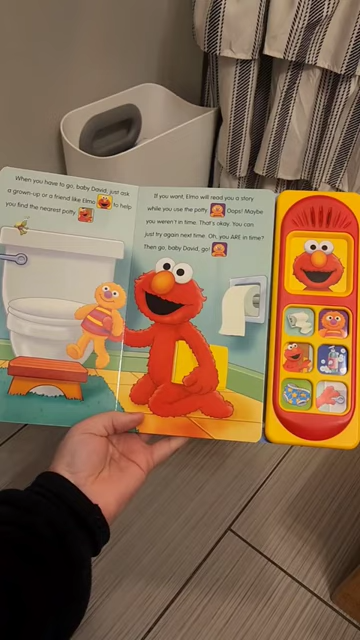 When you have to go, baby David, just ask
a grown-up or a friend like Elmo to help
you find the nearest potty.
If you want, Elmo will read you a story
while you use the potty. Oops! Maybe
you weren't in time. That's okay. You can
just try again next time. Oh, you ARE in time?
Then go, baby David, go!